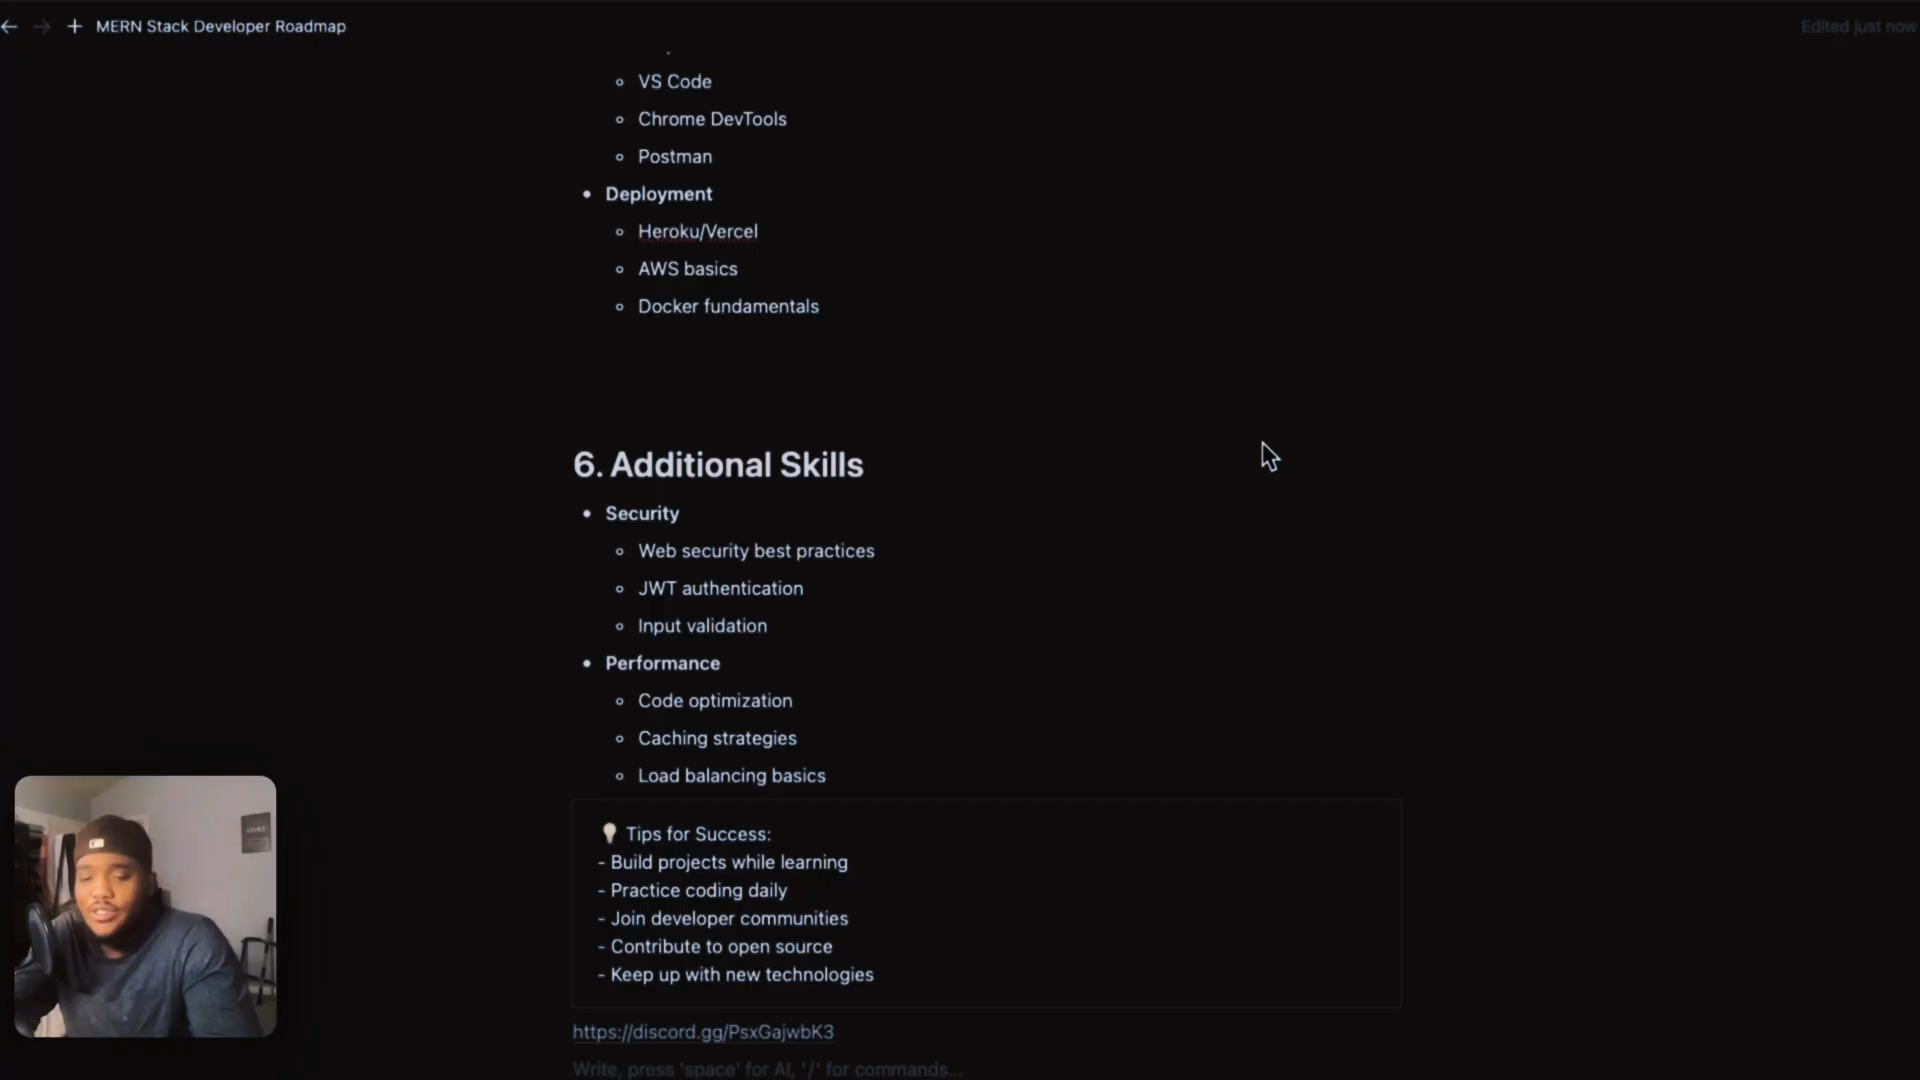 MERN Stack Developer Roadmap
Edited just now
VS Code
Chrome DevTools
Postman
Deployment
Heroku/Vercel
AWS basics
Docker fundamentals
6. Additional Skills
Security
Web security best practices
JWT authentication
Input validation
Performance
Code optimization
Caching strategies
Load balancing basics
💡 Tips for Success:
- Build projects while learning
- Practice coding daily
- Join developer communities
- Contribute to open source
- Keep up with new technologies
https://discord.gg/PsxGajwbK3
Write, press 'space' for AI, '/' for commands...